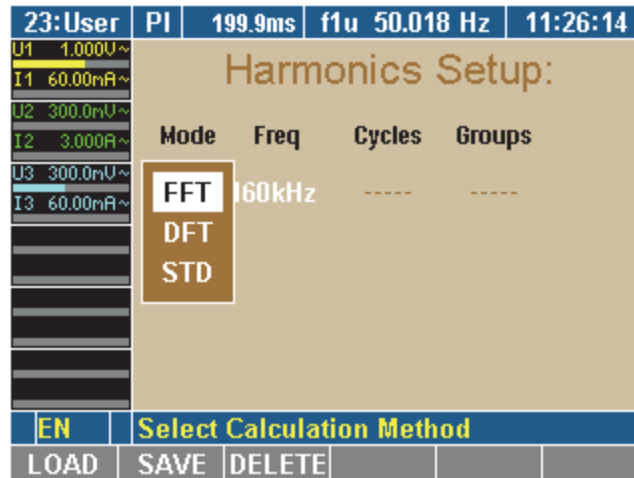 23:User PI 199.9ms f1u 50.018 Hz 11:26:14
U1 1.000V~
I1 60.00mA~
U2 300.0mV~
I2 3.000A~
U3 300.0mV~
I3 60.00mA~
Harmonics Setup:
Mode Freq Cycles Groups
FFT 160kHz ----- -----
DFT
STD
EN Select Calculation Method
LOAD SAVE DELETE